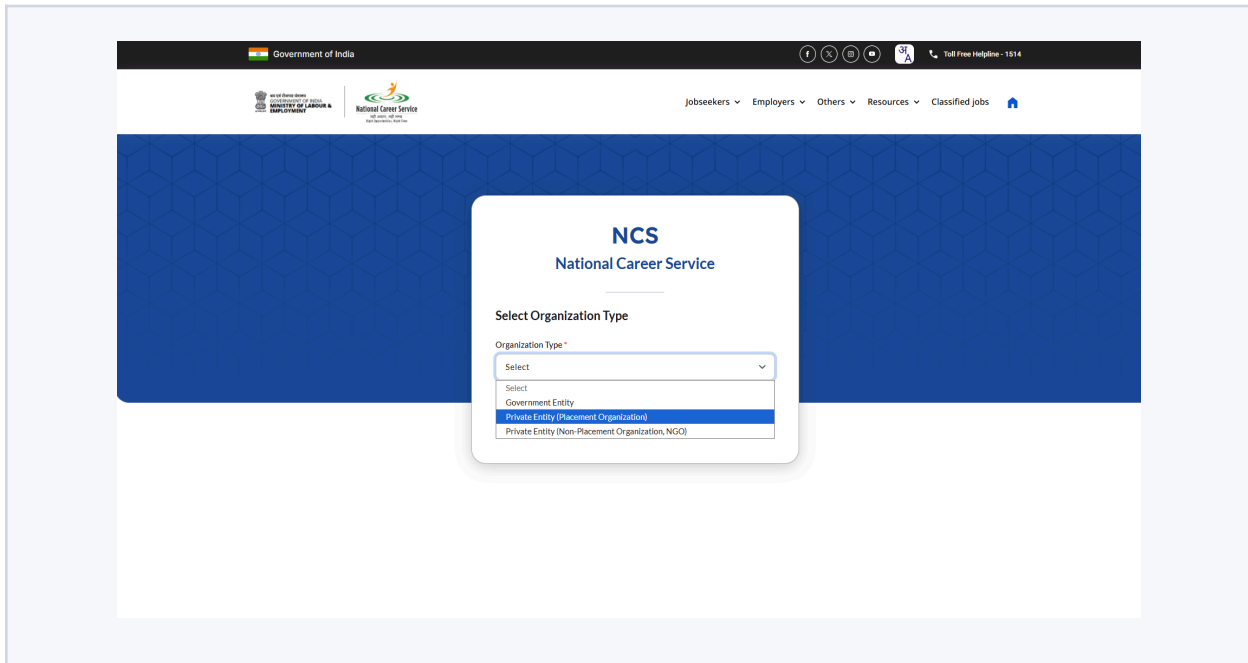 Government of India
अ A
Toll Free Helpline - 1514
GOVERNMENT OF INDIA
MINISTRY OF LABOUR &
EMPLOYMENT
National Career Service
Jobseekers
Employers
Others
Resources
Classified jobs
NCS
National Career Service
Select Organization Type
Organization Type *
Select
Select
Government Entity
Private Entity (Placement Organization)
Private Entity (Non-Placement Organization, NGO)